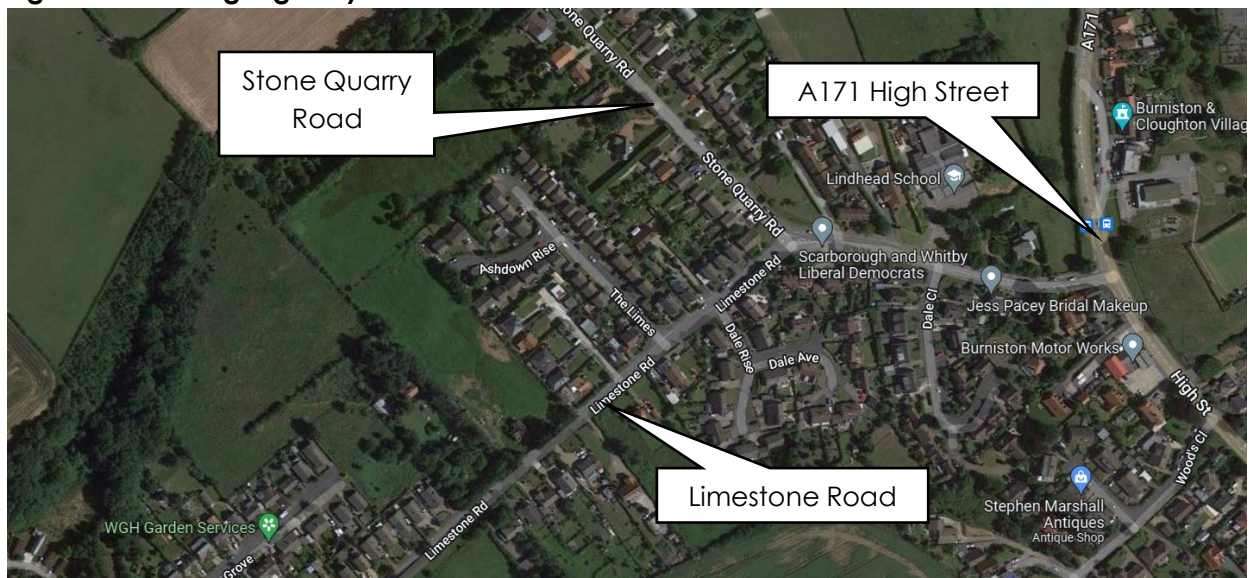 Stone Quarry Rd
Stone Quarry
Road
A171 High Street
A171
Burniston &
Cloughton Villag
Stone Quarry Rd
Lindhead School
Scarborough and Whitby
Liberal Democrats
Ashdown Rise
Limestone Rd
The Limes
Dale Cl
Jess Pacey Bridal Makeup
Dale Rise
Dale Ave
Burniston Motor Works
High St
Limestone Rd
Wood's Cl
Limestone Road
Stephen Marshall
Antiques
Antique Shop
WGH Garden Services
Limestone Rd
Grove